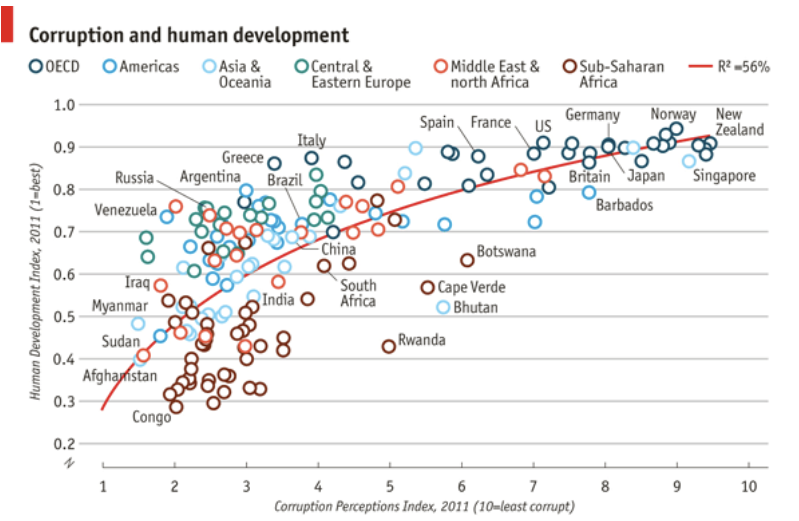 Corruption and human development
OECD
Americas
Asia &
Oceania
Central &
Eastern Europe
Middle East &
north Africa
Sub-Saharan
Africa
R² =56%
Human Development Index, 2011 (1=best)
1.0
0.9
0.8
0.7
0.6
0.5
0.4
0.3
0.2
Russia
Argentina
Greece
Italy
Brazil
Venezuela
Spain
France
US
Germany
Norway
New
Zealand
Britain
Japan
Singapore
Barbados
China
Botswana
Iraq
Myanmar
India
South
Africa
Cape Verde
Bhutan
Sudan
Rwanda
Afghanistan
Congo
1
2
3
4
5
6
7
8
9
10
Corruption Perceptions Index, 2011 (10=least corrupt)